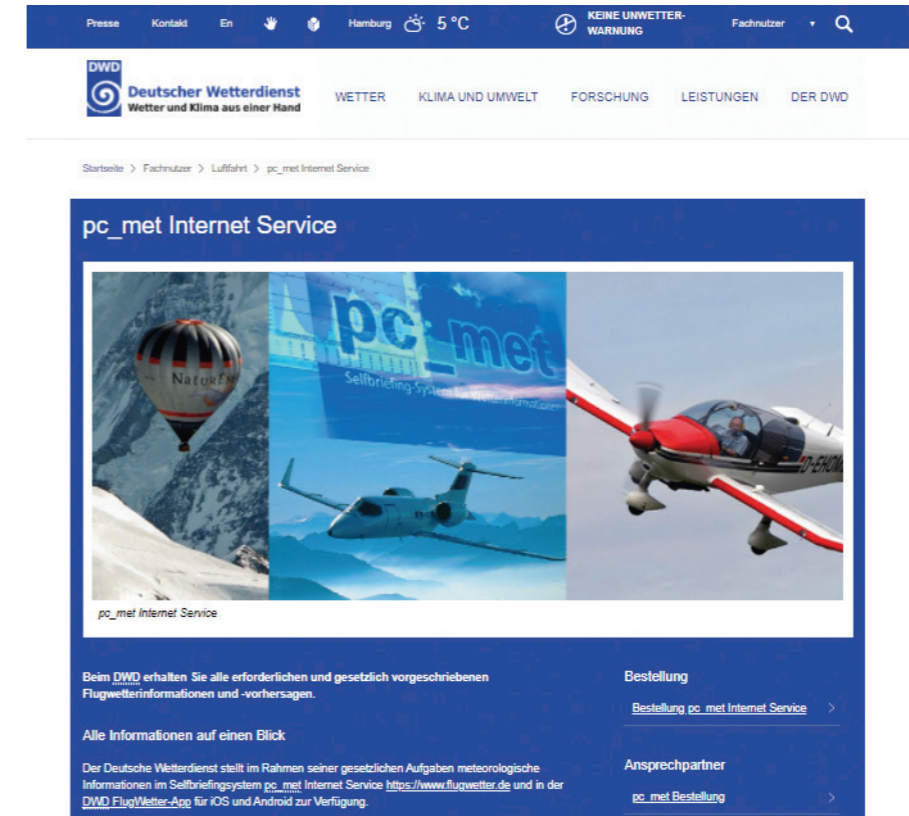 Presse Kontakt En Hamburg 5 °C KEINE UNWETTER-
WARNUNG Fachnutzer
DWD
Deutscher Wetterdienst
Wetter und Klima aus einer Hand
WETTER KLIMA UND UMWELT FORSCHUNG LEISTUNGEN DER DWD
Startseite > Fachnutzer > Luftfahrt > pc_met Internet Service
pc_met Internet Service
pc_met
Selfbriefing-System für Wetterinformationen
D-EHOM
pc_met Internet Service
Beim DWD erhalten Sie alle erforderlichen und gesetzlich vorgeschriebenen
Flugwetterinformationen und -vorhersagen.
Alle Informationen auf einen Blick
Der Deutsche Wetterdienst stellt im Rahmen seiner gesetzlichen Aufgaben meteorologische
Informationen im Selfbriefingsystem pc_met Internet Service https://www.flugwetter.de und in der
DWD FlugWetter-App für iOS und Android zur Verfügung.
Bestellung
Bestellung pc_met Internet Service >
Ansprechpartner
pc_met Bestellung >